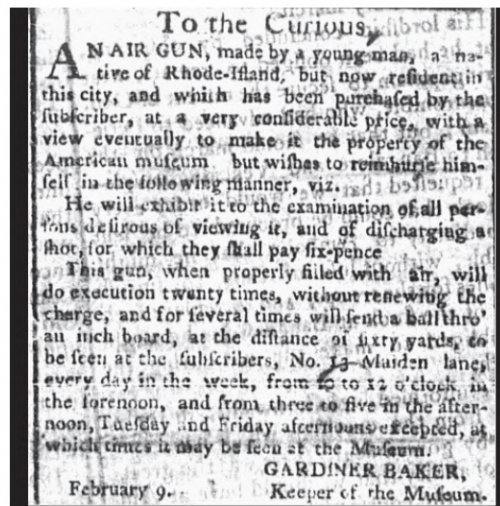 To the Curious,
AN AIR GUN, made by a young man, a na-
tive of Rhode-Island, but now resident in
this city, and which has been purchased by the
subscriber, at a very considerable price, with a
view eventually to make it the property of the
American museum but wishes to reimburse him-
self in the following manner, viz.
He will exhibit it to the examination of all per-
sons desirous of viewing it, and of discharging a
shot, for which they shall pay six-pence
This gun, when properly filled with air, will
do execution twenty times, without renewing the
charge, and for several times will send a ball thro'
an inch board, at the distance of sixty yards, to
be seen at the subscribers, No. 13 Maiden lane,
every day in the week, from 10 to 12 o'clock in
the forenoon, and from three to five in the after-
noon, Tuesday and Friday afternoons excepted, at
which times it may be seen at the Museum.
GARDINER BAKER,
February 9. Keeper of the Museum.